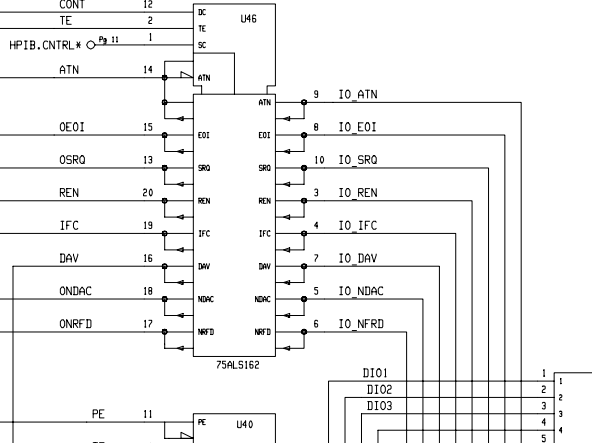 CONT 12 DC U46
TE 2 TE
HPIB.CNTRL* Pg 11 1 SC
ATN 14 ATN
ATN 9 IO_ATN
OEOI 15 EOI EOI 8 IO_EOI
OSRQ 13 SRQ SRQ 10 IO_SRQ
REN 20 REN REN 3 IO_REN
IFC 19 IFC IFC 4 IO_IFC
DAV 16 DAV DAV 7 IO_DAV
ONDAC 18 NDAC NDAC 5 IO_NDAC
ONRFD 17 NRFD NRFD 6 IO_NFRD
75ALS162
DIO1 1 1
DIO2 2 2
DIO3 3 3
4 4
PE 11 PE U40
5